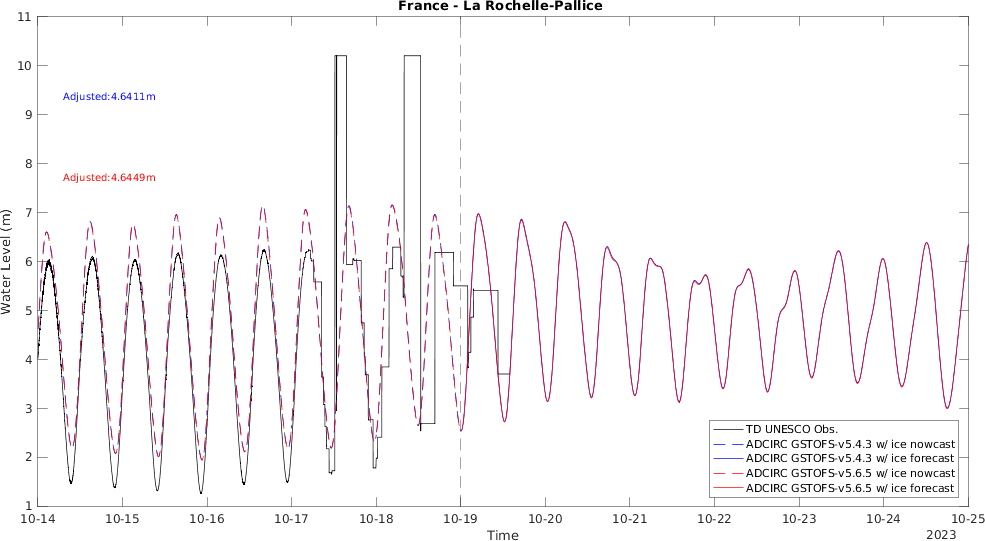 France - La Rochelle-Pallice
11
10
9
8
7
6
5
4
3
2
1
Water Level (m)
Adjusted:4.6411m
Adjusted:4.6449m
TD UNESCO Obs.
ADCIRC GSTOFS-v5.4.3 w/ ice nowcast
ADCIRC GSTOFS-v5.4.3 w/ ice forecast
ADCIRC GSTOFS-v5.6.5 w/ ice nowcast
ADCIRC GSTOFS-v5.6.5 w/ ice forecast
10-14 10-15 10-16 10-17 10-18 10-19 10-20 10-21 10-22 10-23 10-24 10-25
Time
2023